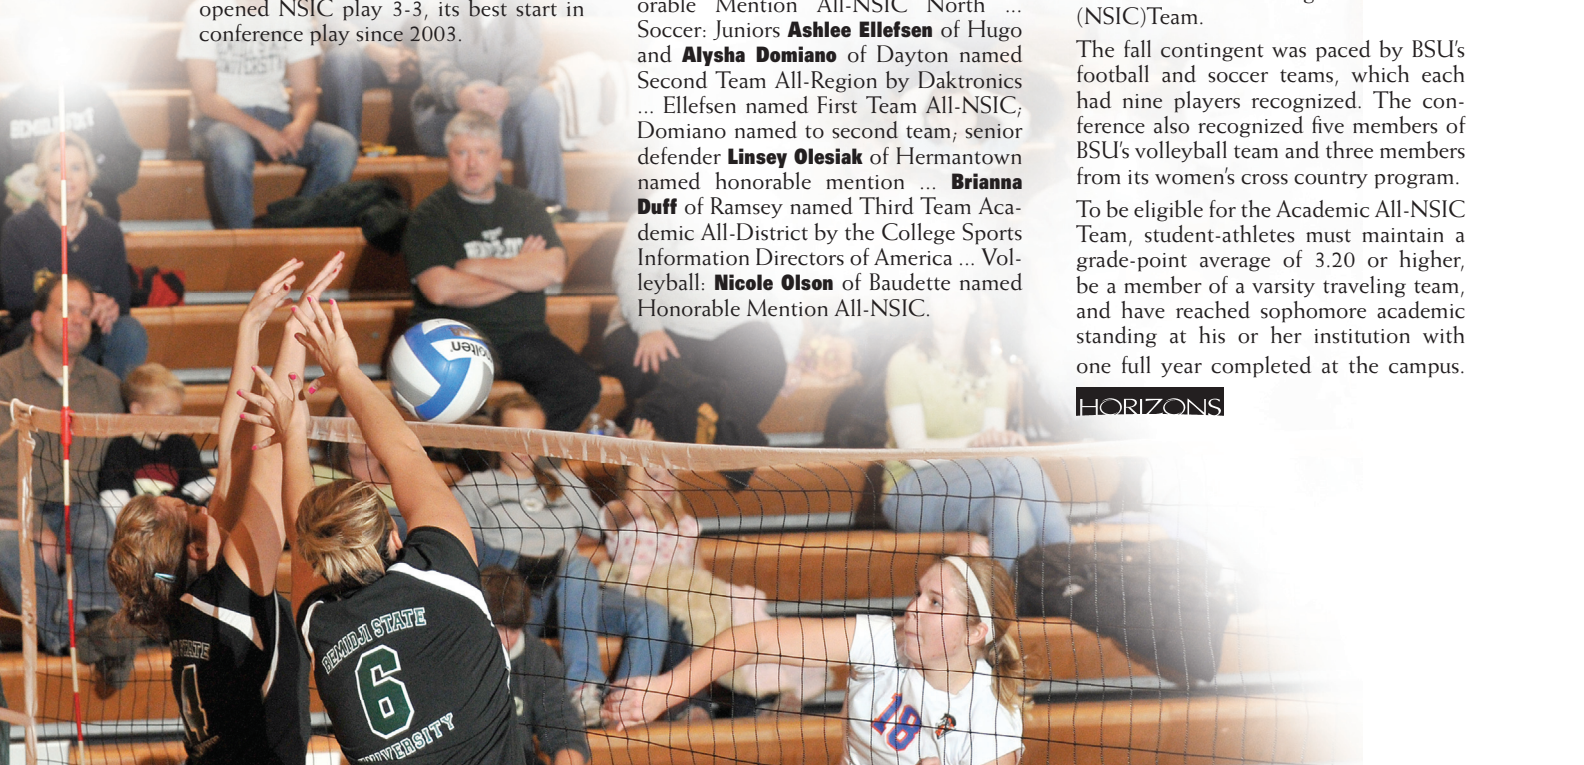 opened NSIC play 3-3, its best start in
conference play since 2003.
orable Mention All-NSIC North ...
Soccer: Juniors Ashlee Ellefsen of Hugo
and Alysha Domiano of Dayton named
Second Team All-Region by Daktronics
... Ellefsen named First Team All-NSIC;
Domiano named to second team; senior
defender Linsey Olesiak of Hermantown
named honorable mention ... Brianna
Duff of Ramsey named Third Team Aca-
demic All-District by the College Sports
Information Directors of America ... Vol-
leyball: Nicole Olson of Baudette named
Honorable Mention All-NSIC.
(NSIC)Team.
The fall contingent was paced by BSU's
football and soccer teams, which each
had nine players recognized. The con-
ference also recognized five members of
BSU's volleyball team and three members
from its women's cross country program.
To be eligible for the Academic All-NSIC
Team, student-athletes must maintain a
grade-point average of 3.20 or higher,
be a member of a varsity traveling team,
and have reached sophomore academic
standing at his or her institution with
one full year completed at the campus.
HORIZONS
molten
4
BEMIDJI STATE
6
UNIVERSITY
18